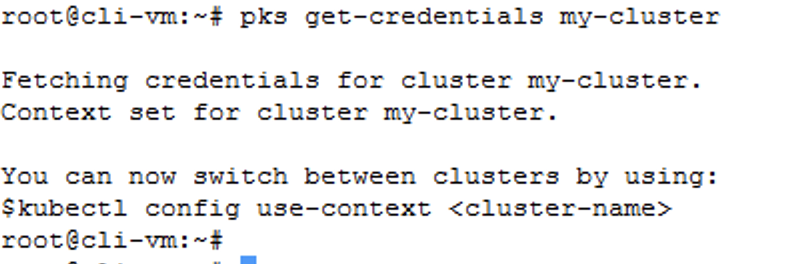 root@cli-vm:~# pks get-credentials my-cluster
Fetching credentials for cluster my-cluster.
Context set for cluster my-cluster.
You can now switch between clusters by using:
$kubectl config use-context <cluster-name>
root@cli-vm:~#